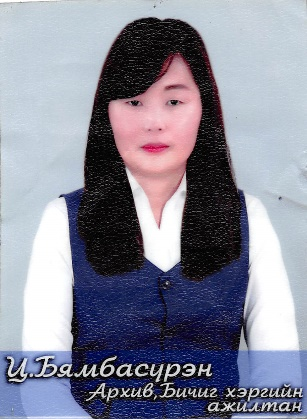 Ц.Бямбасүрэн
Архив,Бичиг хэргийн
ажилтан